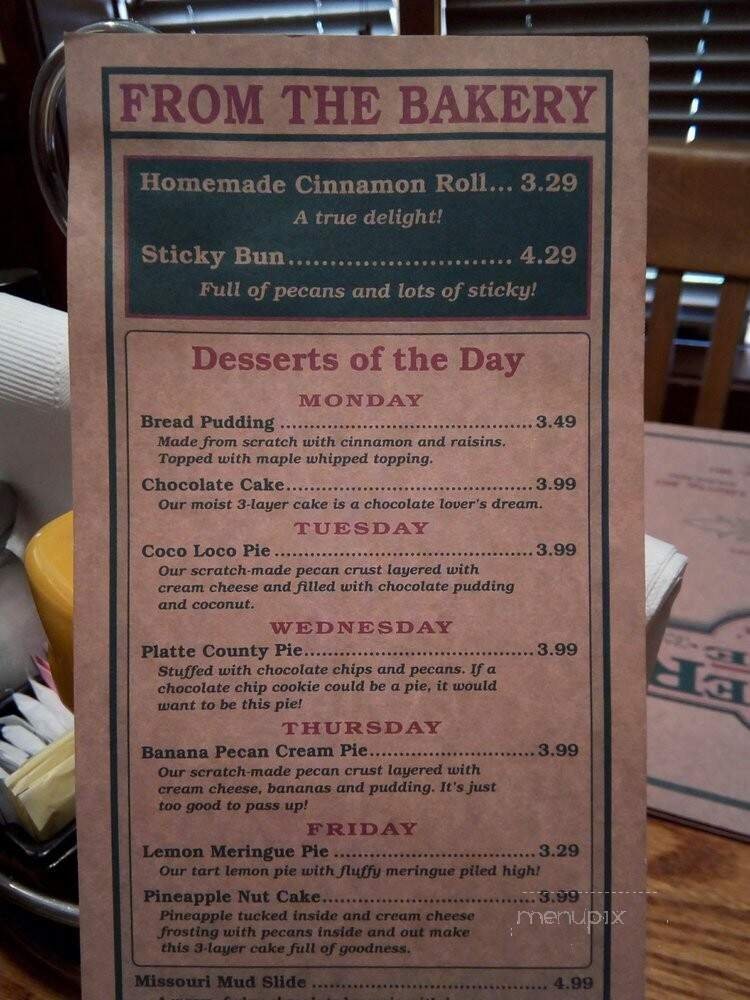 FROM THE BAKERY
Homemade Cinnamon Roll... 3.29
A true delight!
Sticky Bun.......................... 4.29
Full of pecans and lots of sticky!
Desserts of the Day
MONDAY
Bread Pudding ......................................... 3.49
Made from scratch with cinnamon and raisins.
Topped with maple whipped topping.
Chocolate Cake........................................ 3.99
Our moist 3-layer cake is a chocolate lover's dream.
TUESDAY
Coco Loco Pie .......................................... 3.99
Our scratch-made pecan crust layered with
cream cheese and filled with chocolate pudding
and coconut.
WEDNESDAY
Platte County Pie..................................... 3.99
Stuffed with chocolate chips and pecans. If a
chocolate chip cookie could be a pie, it would
want to be this pie!
THURSDAY
Banana Pecan Cream Pie.......................... 3.99
Our scratch-made pecan crust layered with
cream cheese, bananas and pudding. It's just
too good to pass up!
FRIDAY
Lemon Meringue Pie ................................ 3.29
Our tart lemon pie with fluffy meringue piled high!
Pineapple Nut Cake.................................. 3.99
Pineapple tucked inside and cream cheese
frosting with pecans inside and out make
this 3-layer cake full of goodness.
Missouri Mud Slide ..................................... 4.99
menupix